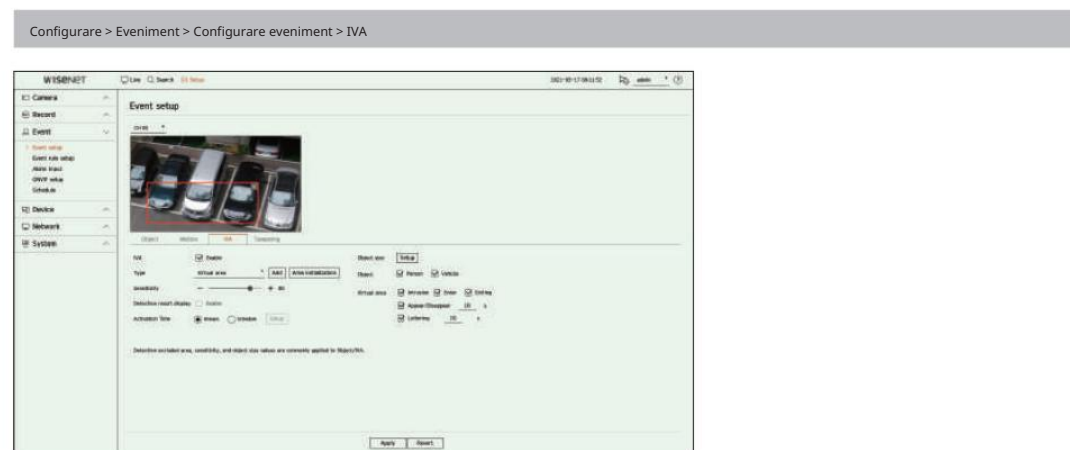 Configurare > Eveniment > Configurare eveniment > IVA
WISENET
Live Search Setup
admin
Camera
Record
Event
Event setup
Event rule setup
Alarm input
ONVIF setup
Schedule
Device
Network
System
Event setup
Object Motion IVA Tampering
IVA Enable
Type Virtual area Add Area initialization
Sensitivity 80
Detection result display Enable
Activation Time Always Schedule Setup
Object size Setup
Object Person Vehicle
Virtual area Intrusion Enter Exiting
Appear/Disappear 10 s
Loitering 10 s
Detection excluded area, sensitivity, and object size values are commonly applied to Object/IVA.
Apply Revert